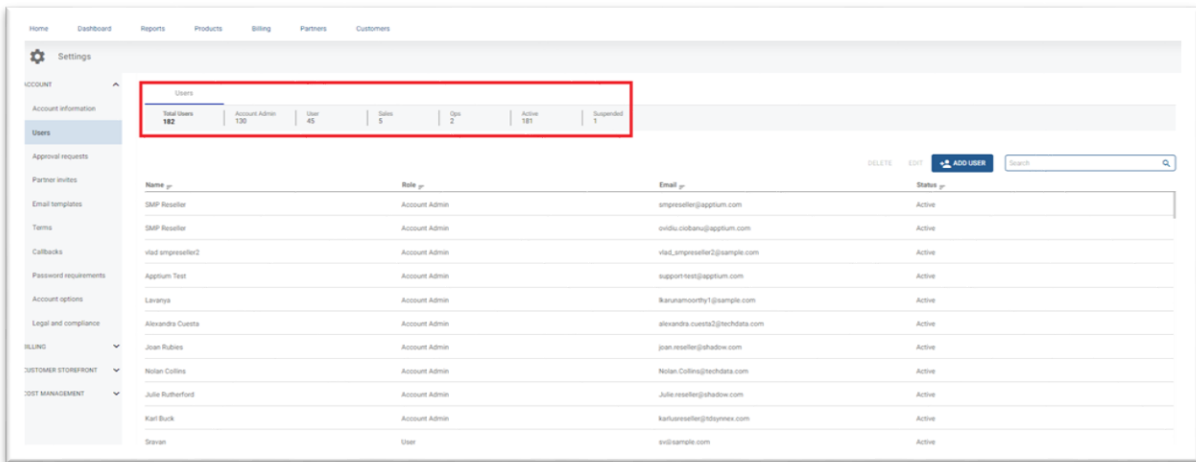 Home Dashboard Reports Products Billing Partners Customers
Settings
ACCOUNT
Account information
Users
Approval requests
Partner invites
Email templates
Terms
Callbacks
Password requirements
Account options
Legal and compliance
BILLING
CUSTOMER STOREFRONT
COST MANAGEMENT
Users
Total Users Account Admin User Sales Ops Active Suspended
182 130 45 5 2 181 1
DELETE EDIT ADD USER Search
Name Role Email Status
SMP Reseller Account Admin smpreseller@apptium.com Active
SMP Reseller Account Admin ovidiu.ciobanu@apptium.com Active
vlad smpreseller2 Account Admin vlad_smpreseller2@sample.com Active
Apptium Test Account Admin support-test@apptium.com Active
Lavanya Account Admin lkarunamoorthy1@sample.com Active
Alexandra Cuesta Account Admin alexandra.cuesta2@techdata.com Active
Joan Rubies Account Admin joan.reseller@shadow.com Active
Nolan Collins Account Admin Nolan.Collins@techdata.com Active
Julie Rutherford Account Admin Julie.reseller@shadow.com Active
Karl Buck Account Admin karlusreseller@tdsynnex.com Active
Sravan User sv@sample.com Active